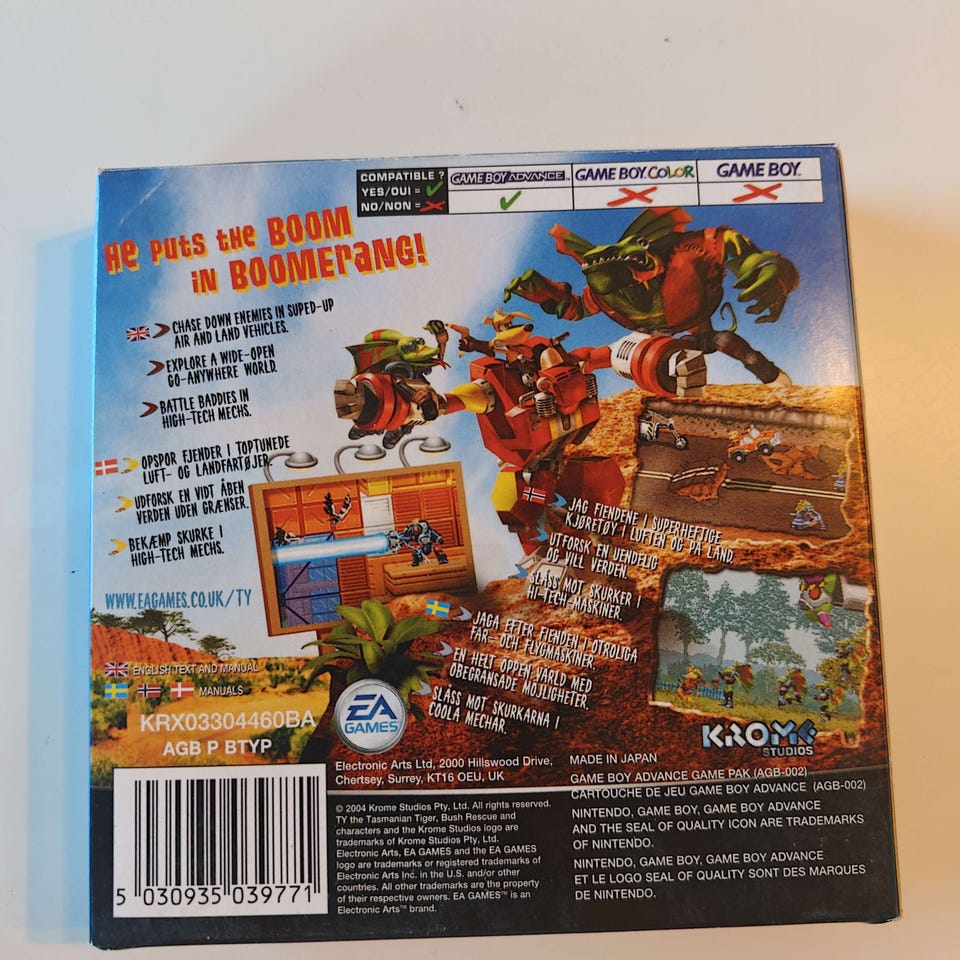 COMPATIBLE ? GAME BOY ADVANCE™ GAME BOY COLOR GAME BOY™
YES/OUI = ✓
NO/NON = ✗
HE PUTS THE BOOM
IN BOOMERANG!
CHASE DOWN ENEMIES IN SUPED-UP
AIR AND LAND VEHICLES.
EXPLORE A WIDE-OPEN
GO-ANYWHERE WORLD.
BATTLE BADDIES IN
HIGH-TECH MECHS.
OPSPOR FJENDER I TOPTUNEDE
LUFT- OG LANDFARTØJER.
UDFORSK EN VIDT ÅBEN
VERDEN UDEN GRÆNSER.
BEKÆMP SKURKE I
HIGH-TECH MECHS.
JAG FIENDENE I SUPERHEFTIGE
KJØRETØY I LUFTEN OG PÅ LAND.
UTFORSK EN UENDELIG
OG VILL VERDEN.
SLÅSS MOT SKURKER I
HI-TECH-MASKINER.
JAGA EFTER FIENDEN I OTROLIGA
FAR- OCH FLYGMASKINER.
EN HELT ÖPPEN VÄRLD MED
OBEGRÄNSADE MÖJLIGHETER.
SLÅSS MOT SKURKARNA I
COOLA MECHAR.
WWW.EAGAMES.CO.UK/TY
ENGLISH TEXT AND MANUAL
MANUALS
KRX03304460BA
AGB P BTYP
EA
GAMES™
KROME
STUDIOS
Electronic Arts Ltd, 2000 Hillswood Drive,
Chertsey, Surrey, KT16 OEU, UK
© 2004 Krome Studios Pty, Ltd. All rights reserved.
TY the Tasmanian Tiger, Bush Rescue and
characters and the Krome Studios logo are
trademarks of Krome Studios Pty, Ltd.
Electronic Arts, EA GAMES and the EA GAMES
logo are trademarks or registered trademarks of
Electronic Arts Inc. in the U.S. and/or other
countries. All other trademarks are the property
of their respective owners. EA GAMES™ is an
Electronic Arts™ brand.
MADE IN JAPAN
GAME BOY ADVANCE GAME PAK (AGB-002)
CARTOUCHE DE JEU GAME BOY ADVANCE (AGB-002)
NINTENDO, GAME BOY, GAME BOY ADVANCE
AND THE SEAL OF QUALITY ICON ARE TRADEMARKS
OF NINTENDO.
NINTENDO, GAME BOY, GAME BOY ADVANCE
ET LE LOGO SEAL OF QUALITY SONT DES MARQUES
DE NINTENDO.
5 030935 039771